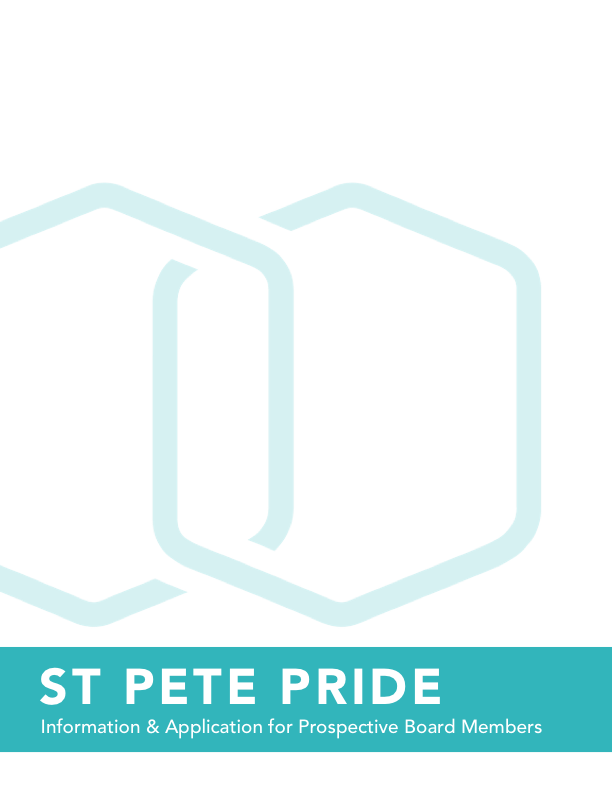 ST PETE PRIDE
Information & Application for Prospective Board Members